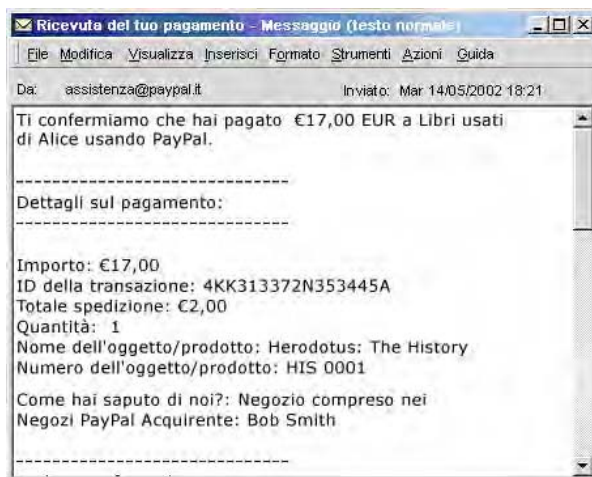 Ricevuta del tuo pagamento - Messaggio (testo normale)
File Modifica Visualizza Inserisci Formato Strumenti Azioni Guida
Da: assistenza@paypal.it Inviato: Mar 14/05/2002 18:21
Ti confermiamo che hai pagato €17,00 EUR a Libri usati
di Alice usando PayPal.
------------------------------
Dettagli sul pagamento:
------------------------------
Importo: €17,00
ID della transazione: 4KK313372N353445A
Totale spedizione: €2,00
Quantità: 1
Nome dell'oggetto/prodotto: Herodotus: The History
Numero dell'oggetto/prodotto: HIS 0001
Come hai saputo di noi?: Negozio compreso nei
Negozi PayPal Acquirente: Bob Smith
------------------------------